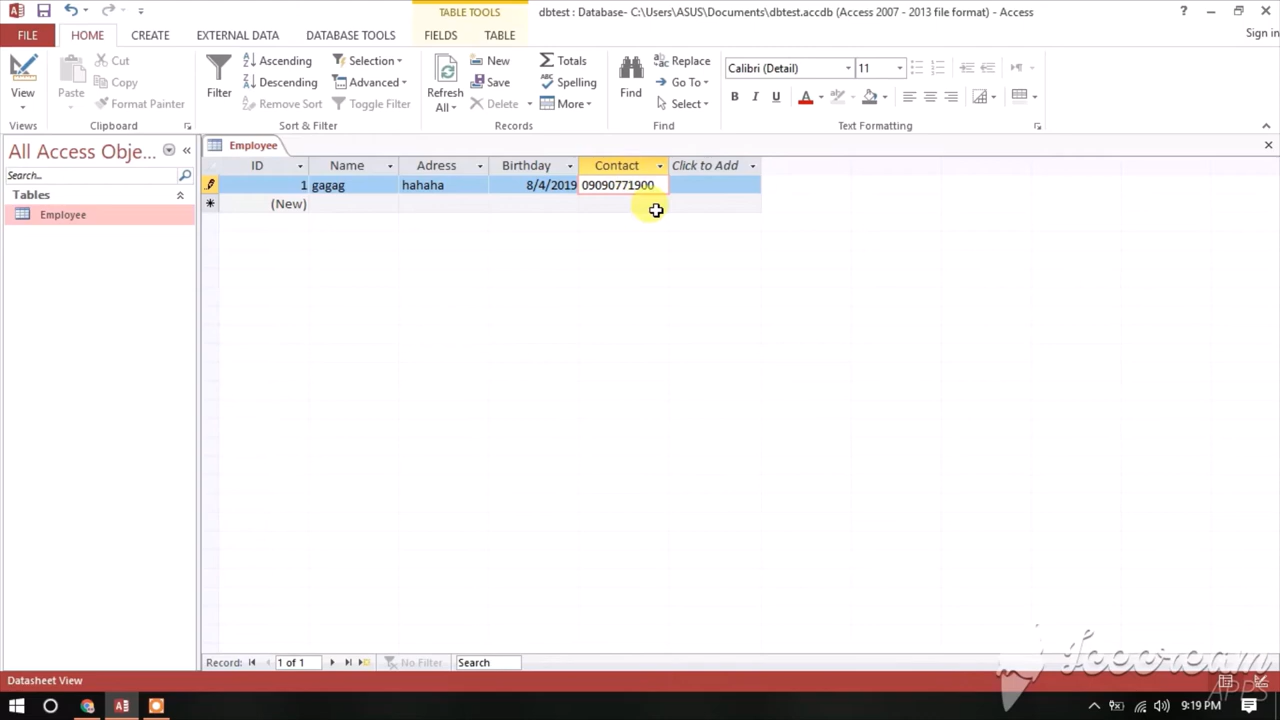 dbtest : Database- C:\Users\ASUS\Documents\dbtest.accdb (Access 2007 - 2013 file format) - Access
TABLE TOOLS
Sign in
FILE HOME CREATE EXTERNAL DATA DATABASE TOOLS FIELDS TABLE
View
Views
Paste
Cut
Copy
Format Painter
Clipboard
Filter
Ascending
Descending
Remove Sort
Selection
Advanced
Toggle Filter
Sort & Filter
Refresh
All
New
Save
Delete
Totals
Spelling
More
Records
Find
Replace
Go To
Select
Find
Calibri (Detail) 11
B I U A
Text Formatting
All Access Obje...
Search...
Tables
Employee
Employee
ID Name Adress Birthday Contact Click to Add
1 gagag hahaha 8/4/2019 09090771900
(New)
Record: 1 of 1 No Filter Search
Datasheet View
Icecream
APPS
9:19 PM